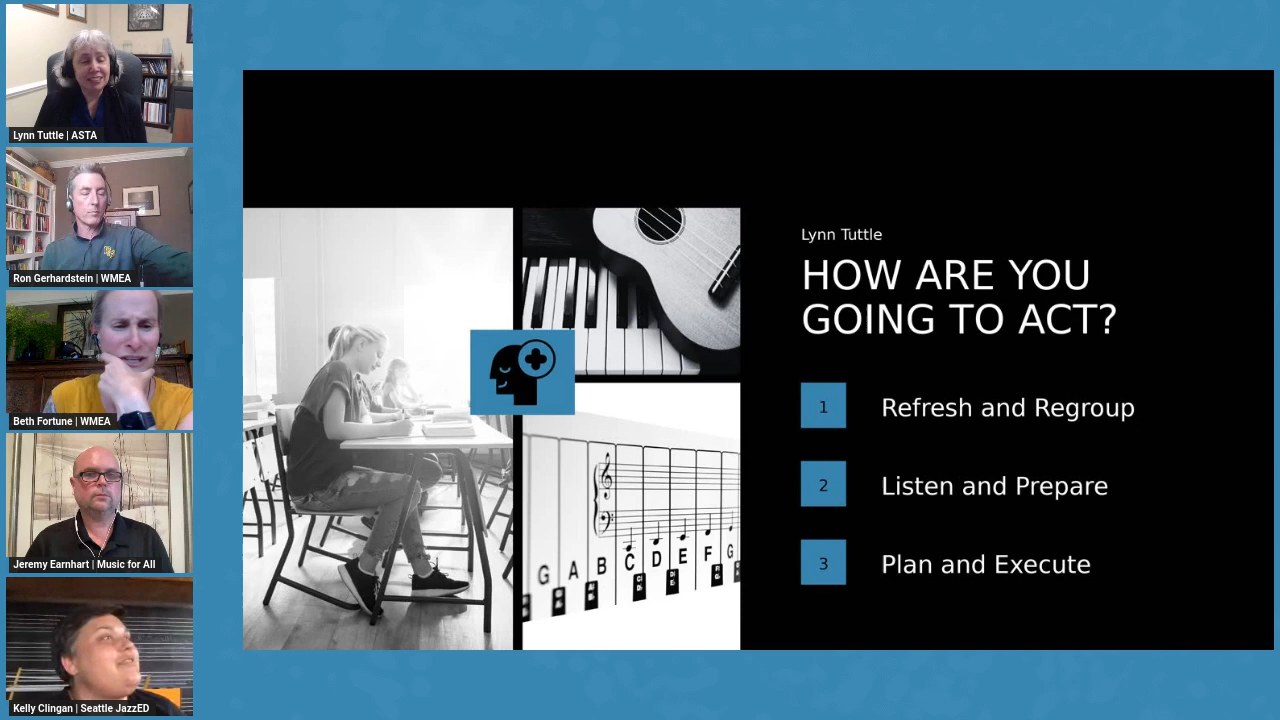 Lynn Tuttle | ASTA
Ron Gerhardstein | WMEA
Beth Fortune | WMEA
Jeremy Earnhart | Music for All
Kelly Clingan | Seattle JazzED
Lynn Tuttle
HOW ARE YOU
GOING TO ACT?
1 Refresh and Regroup
2 Listen and Prepare
3 Plan and Execute
G A B C D E F G